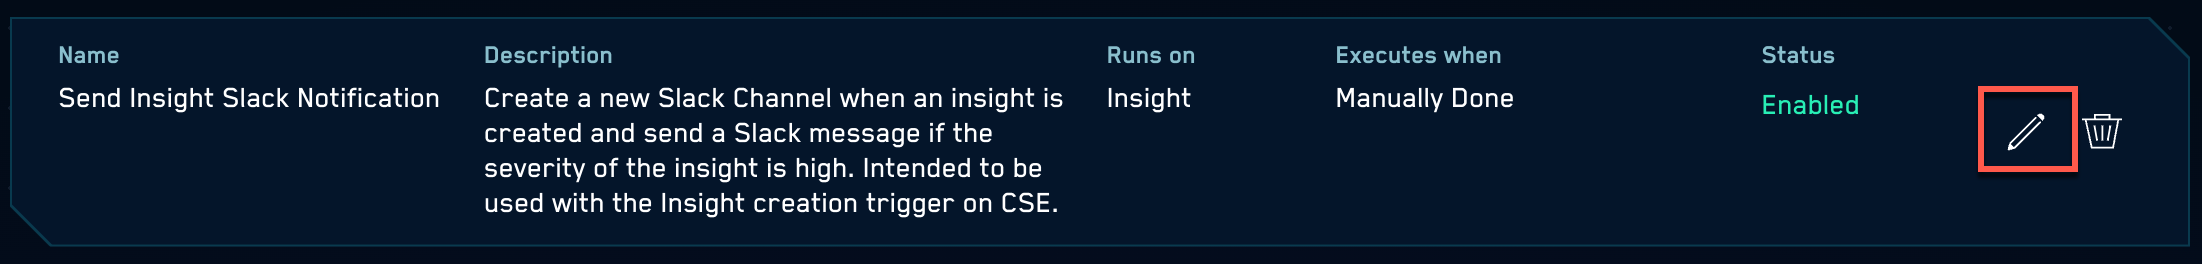 Name
Send Insight Slack Notification
Description
Create a new Slack Channel when an insight is
created and send a Slack message if the
severity of the insight is high. Intended to be
used with the Insight creation trigger on CSE.
Runs on
Insight
Executes when
Manually Done
Status
Enabled